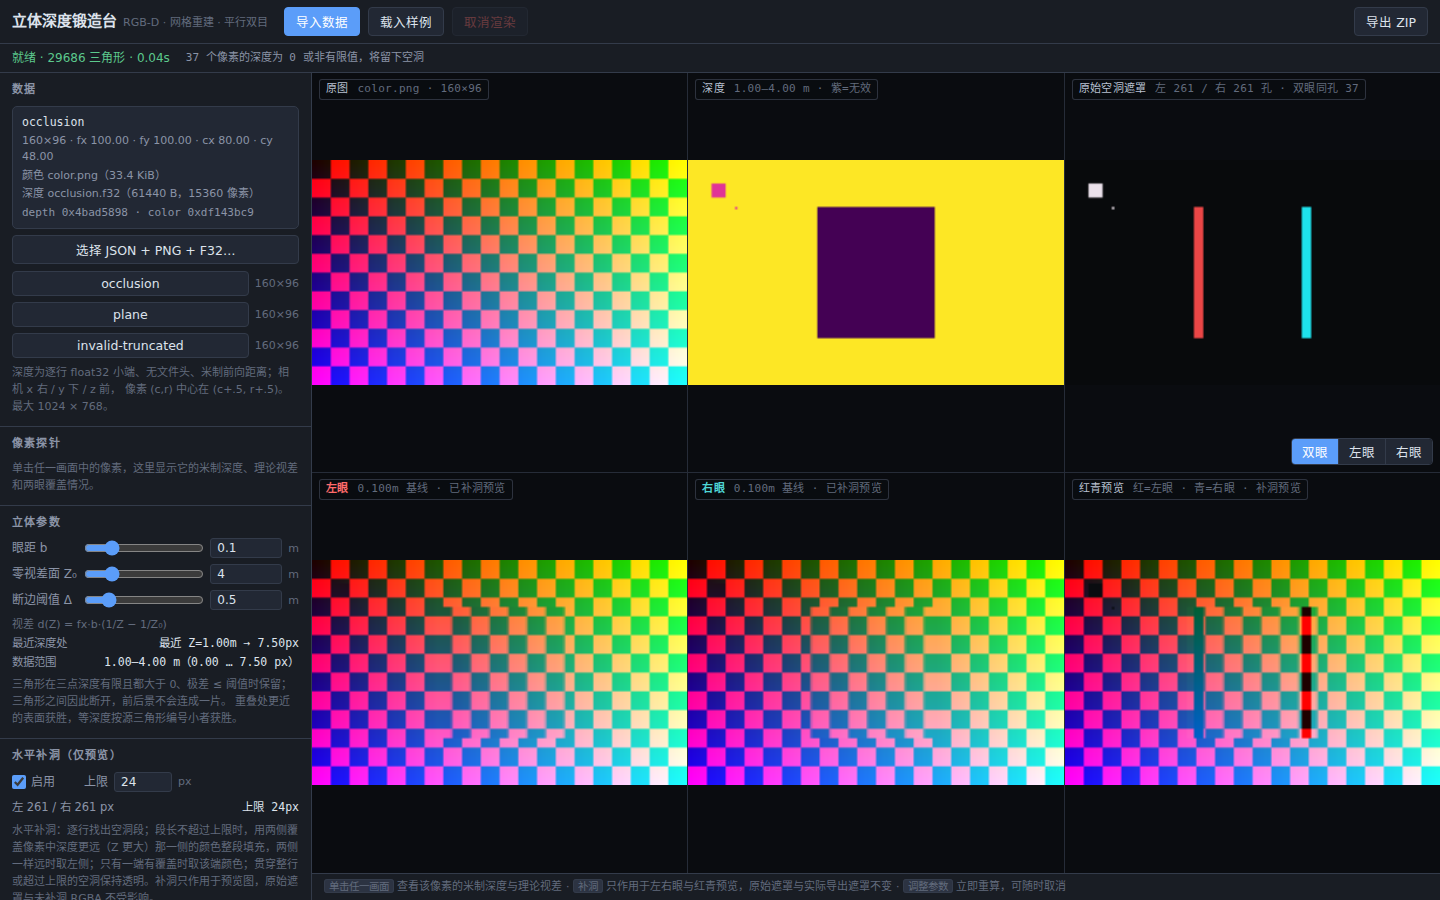 立体深度锻造台 RGB-D · 网格重建 · 平行双目 导入数据 载入样例 取消渲染 导出 ZIP
就绪 · 29686 三角形 · 0.04s 37 个像素的深度为 0 或非有限值，将留下空洞
数据
occlusion
160×96 · fx 100.00 · fy 100.00 · cx 80.00 · cy
48.00
颜色 color.png（33.4 KiB）
深度 occlusion.f32（61440 B，15360 像素）
depth 0x4bad5898 · color 0xdf143bc9
选择 JSON + PNG + F32…
occlusion 160×96
plane 160×96
invalid-truncated 160×96
深度为逐行 float32 小端、无文件头、米制前向距离；相
机 x 右 / y 下 / z 前， 像素 (c,r) 中心在 (c+.5, r+.5)。
最大 1024 × 768。
像素探针
单击任一画面中的像素，这里显示它的米制深度、理论视差
和两眼覆盖情况。
立体参数
眼距 b 0.1 m
零视差面 Z₀ 4 m
断边阈值 Δ 0.5 m
视差 d(Z) = fx·b·(1/Z − 1/Z₀)
最近深度处 最近 Z=1.00m → 7.50px
数据范围 1.00–4.00 m（0.00 … 7.50 px）
三角形在三点深度有限且都大于 0、极差 ≤ 阈值时保留；
三角形之间因此断开，前后景不会连成一片。 重叠处更近
的表面获胜，等深度按源三角形编号小者获胜。
水平补洞（仅预览）
启用 上限 24 px
左 261 / 右 261 px 上限 24px
水平补洞：逐行找出空洞段；段长不超过上限时，用两侧覆
盖像素中深度更远（Z 更大）那一侧的颜色整段填充，两侧
一样远时取左侧；只有一端有覆盖时取该端颜色；贯穿整行
或超过上限的空洞保持透明。补洞只作用于预览图，原始遮
罩与未补洞 RGBA 不受影响。
原图 color.png · 160×96
深度 1.00–4.00 m · 紫=无效
原始空洞遮罩 左 261 / 右 261 孔 · 双眼同孔 37
双眼 左眼 右眼
左眼 0.100m 基线 · 已补洞预览
右眼 0.100m 基线 · 已补洞预览
红青预览 红=左眼 · 青=右眼 · 补洞预览
单击任一画面 查看该像素的米制深度与理论视差 · 补洞 只作用于左右眼与红青预览，原始遮罩与实际导出遮罩不变 · 调整参数 立即重算，可随时取消